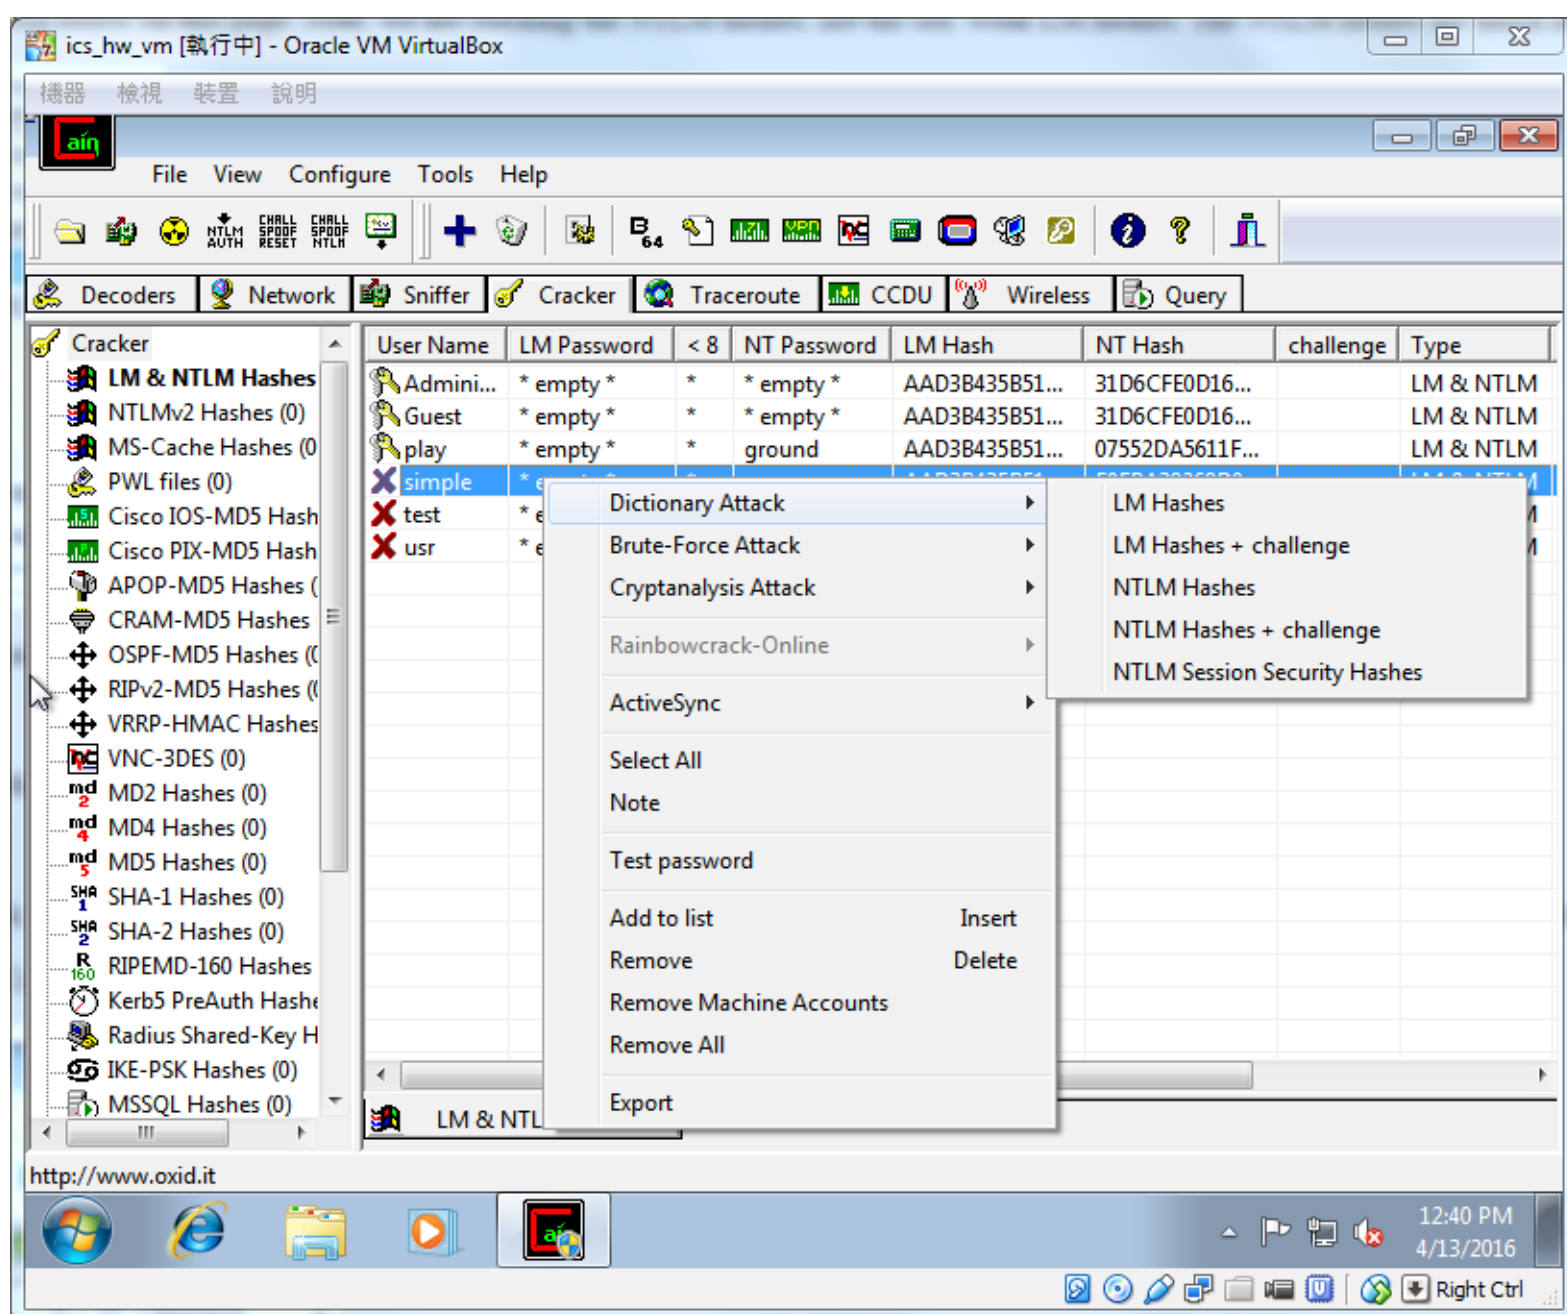 ics_hw_vm [執行中] - Oracle VM VirtualBox
機器 檢視 裝置 說明
Cain
File View Configure Tools Help
NTLM AUTH CHALL SPOOF RESET CHALL SPOOF NTLM B64
Decoders Network Sniffer Cracker Traceroute CCDU Wireless Query
Cracker
LM & NTLM Hashes
NTLMv2 Hashes (0)
MS-Cache Hashes (0
PWL files (0)
Cisco IOS-MD5 Hash
Cisco PIX-MD5 Hash
APOP-MD5 Hashes (
CRAM-MD5 Hashes
OSPF-MD5 Hashes ((
RIPv2-MD5 Hashes ((
VRRP-HMAC Hashes
VNC-3DES (0)
MD2 Hashes (0)
MD4 Hashes (0)
MD5 Hashes (0)
SHA-1 Hashes (0)
SHA-2 Hashes (0)
RIPEMD-160 Hashes
Kerb5 PreAuth Hashe
Radius Shared-Key H
IKE-PSK Hashes (0)
MSSQL Hashes (0)
User Name LM Password < 8 NT Password LM Hash NT Hash challenge Type
Admini... * empty * * * empty * AAD3B435B51... 31D6CFE0D16... LM & NTLM
Guest * empty * * * empty * AAD3B435B51... 31D6CFE0D16... LM & NTLM
play * empty * * ground AAD3B435B51... 07552DA5611F... LM & NTLM
simple * e
test * e
usr * e
Dictionary Attack
Brute-Force Attack
Cryptanalysis Attack
Rainbowcrack-Online
ActiveSync
Select All
Note
Test password
Add to list Insert
Remove Delete
Remove Machine Accounts
Remove All
Export
LM Hashes
LM Hashes + challenge
NTLM Hashes
NTLM Hashes + challenge
NTLM Session Security Hashes
LM & NTL
http://www.oxid.it
12:40 PM
4/13/2016
Right Ctrl